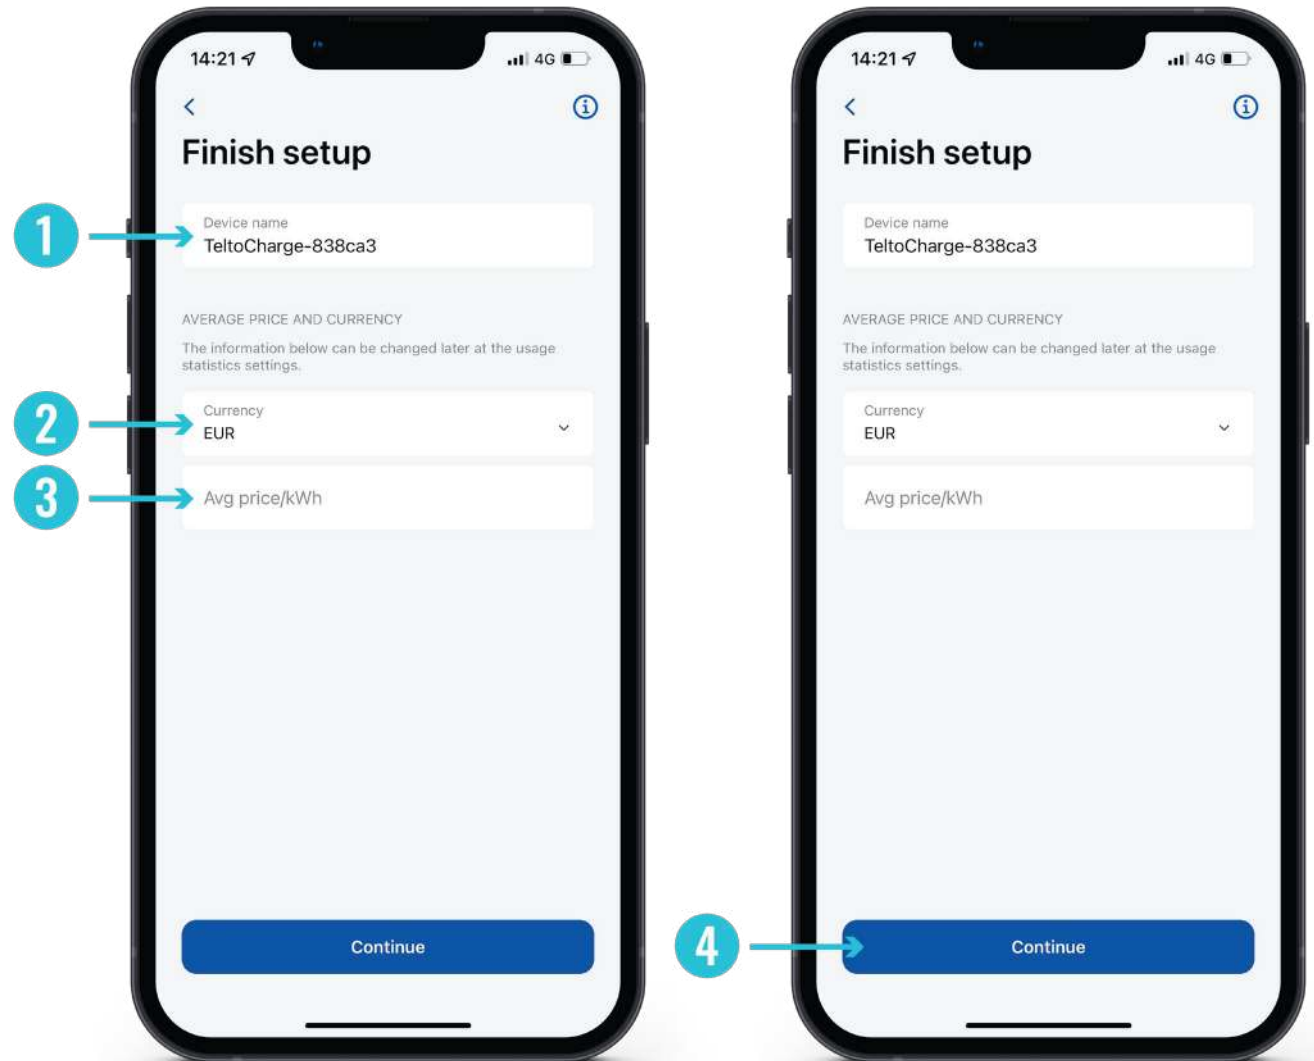 14:21
4G
Finish setup
1
Device name
TeltoCharge-838ca3
AVERAGE PRICE AND CURRENCY
The information below can be changed later at the usage
statistics settings.
2
Currency
EUR
3
Avg price/kWh
Continue
14:21
4G
Finish setup
Device name
TeltoCharge-838ca3
AVERAGE PRICE AND CURRENCY
The information below can be changed later at the usage
statistics settings.
Currency
EUR
Avg price/kWh
4
Continue